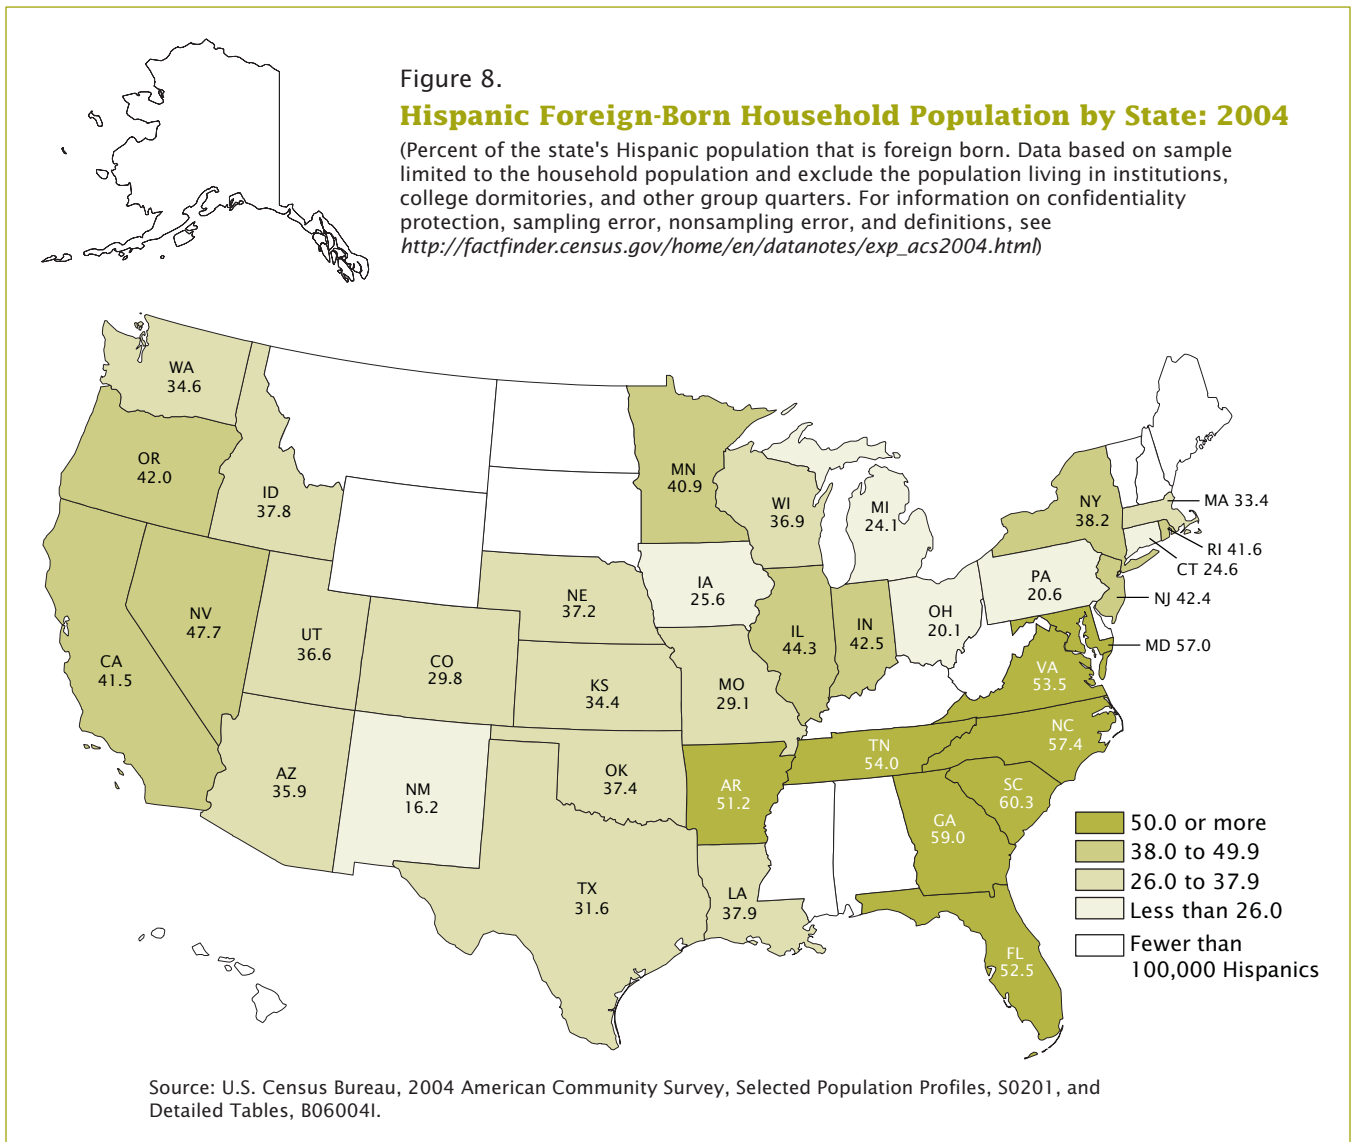 Figure 8.
Hispanic Foreign-Born Household Population by State: 2004
(Percent of the state's Hispanic population that is foreign born. Data based on sample
limited to the household population and exclude the population living in institutions,
college dormitories, and other group quarters. For information on confidentiality
protection, sampling error, nonsampling error, and definitions, see
http://factfinder.census.gov/home/en/datanotes/exp_acs2004.html)
WA
34.6
OR
42.0
ID
37.8
MN
40.9
WI
36.9
MI
24.1
NY
38.2
MA 33.4
RI 41.6
CT 24.6
NJ 42.4
MD 57.0
PA
20.6
OH
20.1
IN
42.5
IL
44.3
IA
25.6
NE
37.2
NV
47.7
UT
36.6
CO
29.8
CA
41.5
KS
34.4
MO
29.1
VA
53.5
NC
57.4
TN
54.0
SC
60.3
GA
59.0
AR
51.2
OK
37.4
AZ
35.9
NM
16.2
TX
31.6
LA
37.9
FL
52.5
50.0 or more
38.0 to 49.9
26.0 to 37.9
Less than 26.0
Fewer than
100,000 Hispanics
Source: U.S. Census Bureau, 2004 American Community Survey, Selected Population Profiles, S0201, and
Detailed Tables, B06004I.